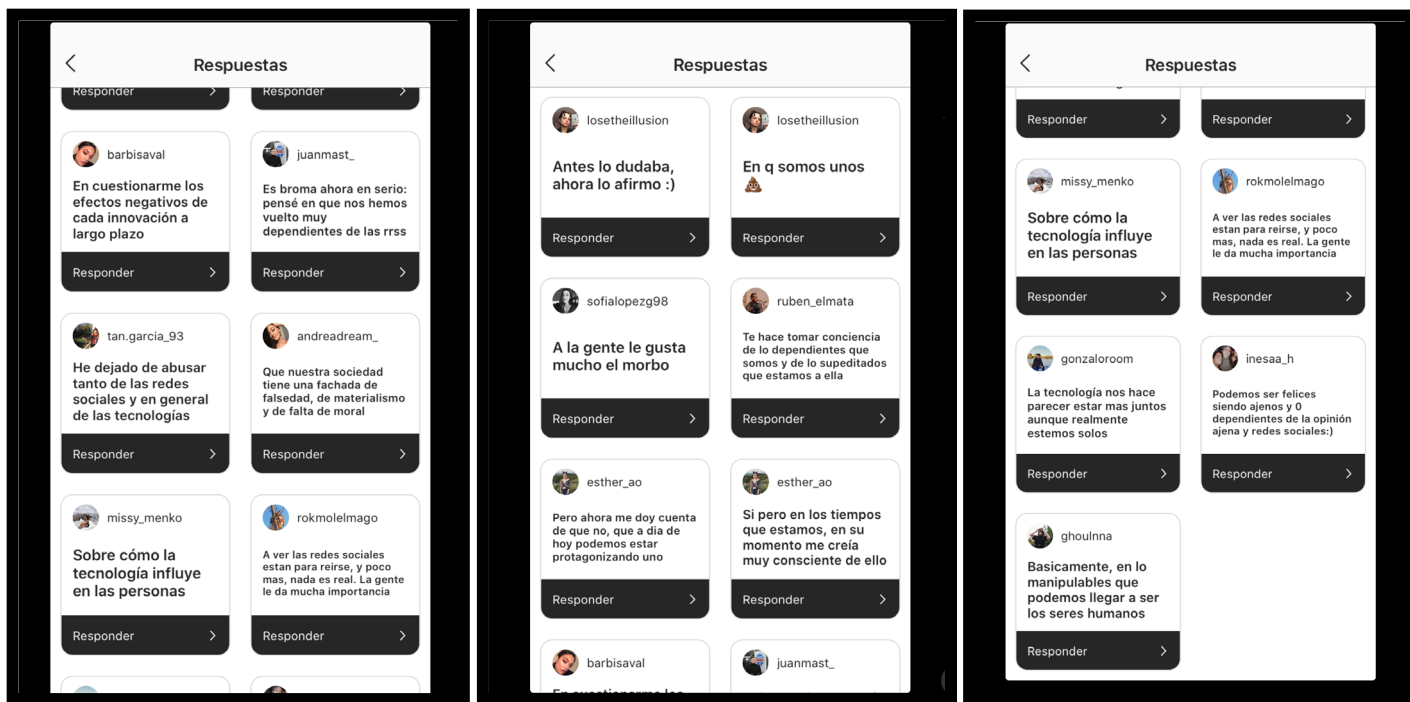 Respuestas
Responder
Responder
barbisaval
En cuestionarme los
efectos negativos de
cada innovación a
largo plazo
Responder
juanmast_
Es broma ahora en serio:
pensé en que nos hemos
vuelto muy
dependientes de las rrss
Responder
tan.garcia_93
He dejado de abusar
tanto de las redes
sociales y en general
de las tecnologías
Responder
andreadream_
Que nuestra sociedad
tiene una fachada de
falsedad, de materialismo
y de falta de moral
Responder
missy_menko
Sobre cómo la
tecnología influye
en las personas
Responder
rokmolelmago
A ver las redes sociales
estan para reirse, y poco
mas, nada es real. La gente
le da mucha importancia
Responder
Respuestas
losetheillusion
Antes lo dudaba,
ahora lo afirmo :)
Responder
losetheillusion
En q somos unos
💩
Responder
sofialopezg98
A la gente le gusta
mucho el morbo
Responder
ruben_elmata
Te hace tomar conciencia
de lo dependientes que
somos y de lo supeditados
que estamos a ella
Responder
esther_ao
Pero ahora me doy cuenta
de que no, que a dia de
hoy podemos estar
protagonizando uno
Responder
esther_ao
Si pero en los tiempos
que estamos, en su
momento me creía
muy consciente de ello
Responder
barbisaval
En cuestionarme los
juanmast_
Respuestas
Responder
Responder
missy_menko
Sobre cómo la
tecnología influye
en las personas
Responder
rokmolelmago
A ver las redes sociales
estan para reirse, y poco
mas, nada es real. La gente
le da mucha importancia
Responder
gonzaloroom
La tecnología nos hace
parecer estar mas juntos
aunque realmente
estemos solos
Responder
inesaa_h
Podemos ser felices
siendo ajenos y 0
dependientes de la opinión
ajena y redes sociales:)
Responder
ghoulnna
Basicamente, en lo
manipulables que
podemos llegar a ser
los seres humanos
Responder